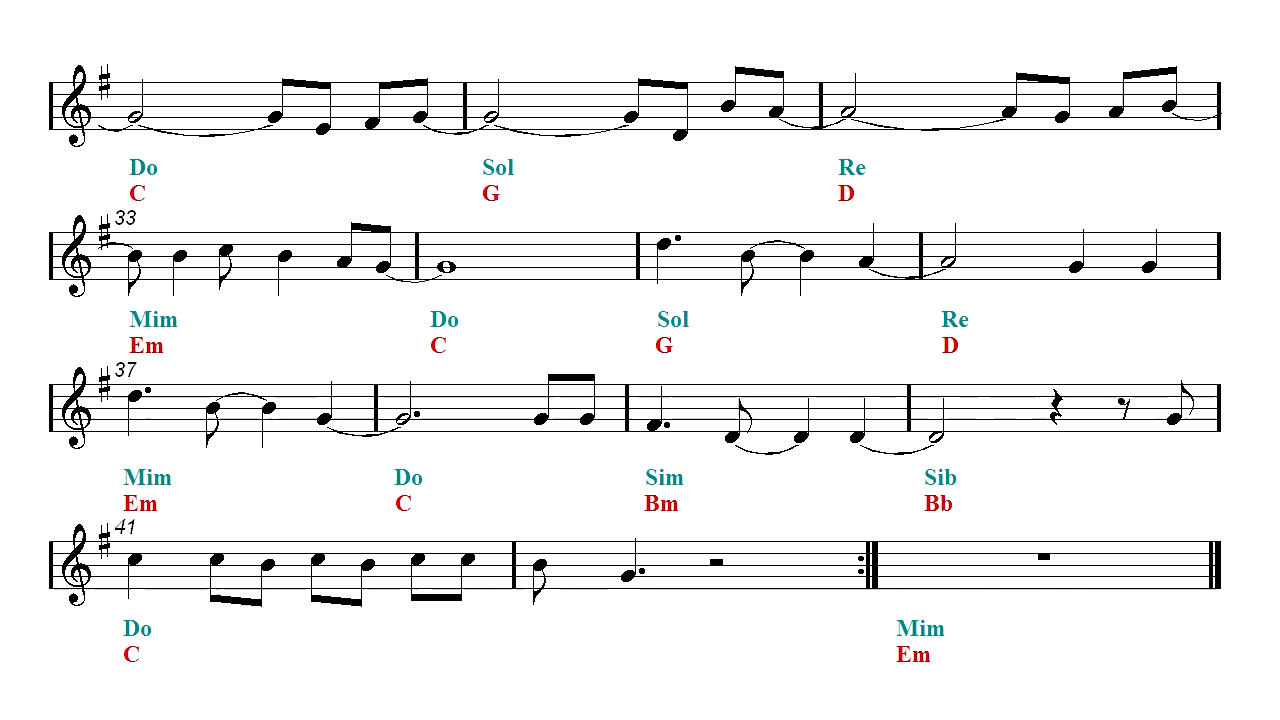 Do Sol Re
C G D
33
Mim Do Sol Re
Em C G D
37
Mim Do Sim Sib
Em C Bm Bb
41
Do Mim
C Em